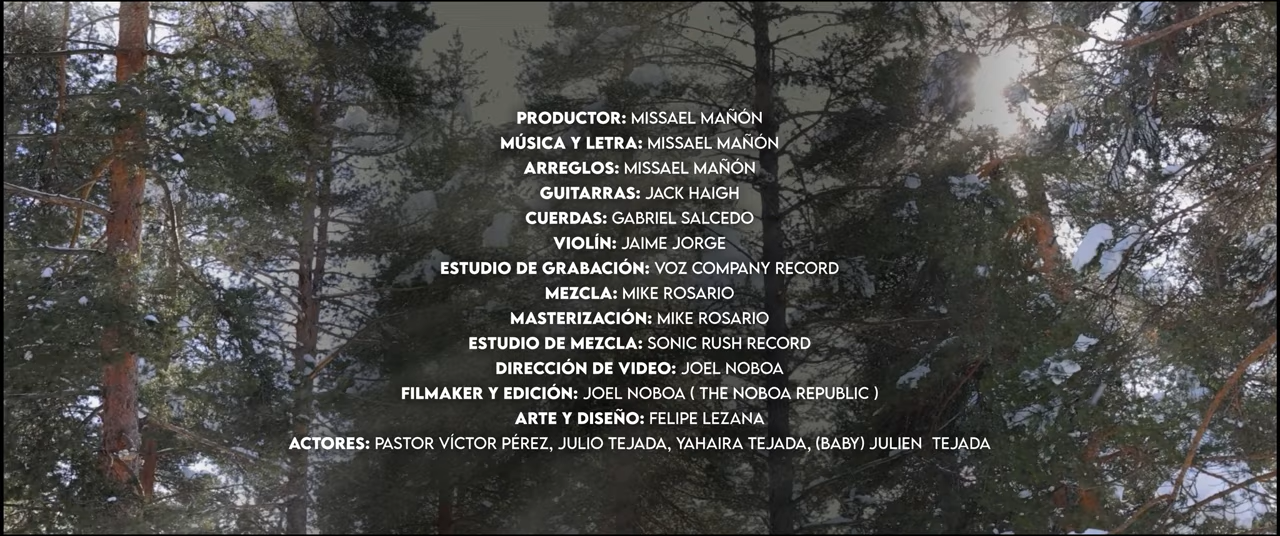 PRODUCTOR: MISSAEL MAÑÓN
MÚSICA Y LETRA: MISSAEL MAÑÓN
ARREGLOS: MISSAEL MAÑÓN
GUITARRAS: JACK HAIGH
CUERDAS: GABRIEL SALCEDO
VIOLÍN: JAIME JORGE
ESTUDIO DE GRABACIÓN: VOZ COMPANY RECORD
MEZCLA: MIKE ROSARIO
MASTERIZACIÓN: MIKE ROSARIO
ESTUDIO DE MEZCLA: SONIC RUSH RECORD
DIRECCIÓN DE VIDEO: JOEL NOBOA
FILMAKER Y EDICIÓN: JOEL NOBOA ( THE NOBOA REPUBLIC )
ARTE Y DISEÑO: FELIPE LEZANA
ACTORES: PASTOR VÍCTOR PÉREZ, JULIO TEJADA, YAHAIRA TEJADA, (BABY) JULIEN TEJADA